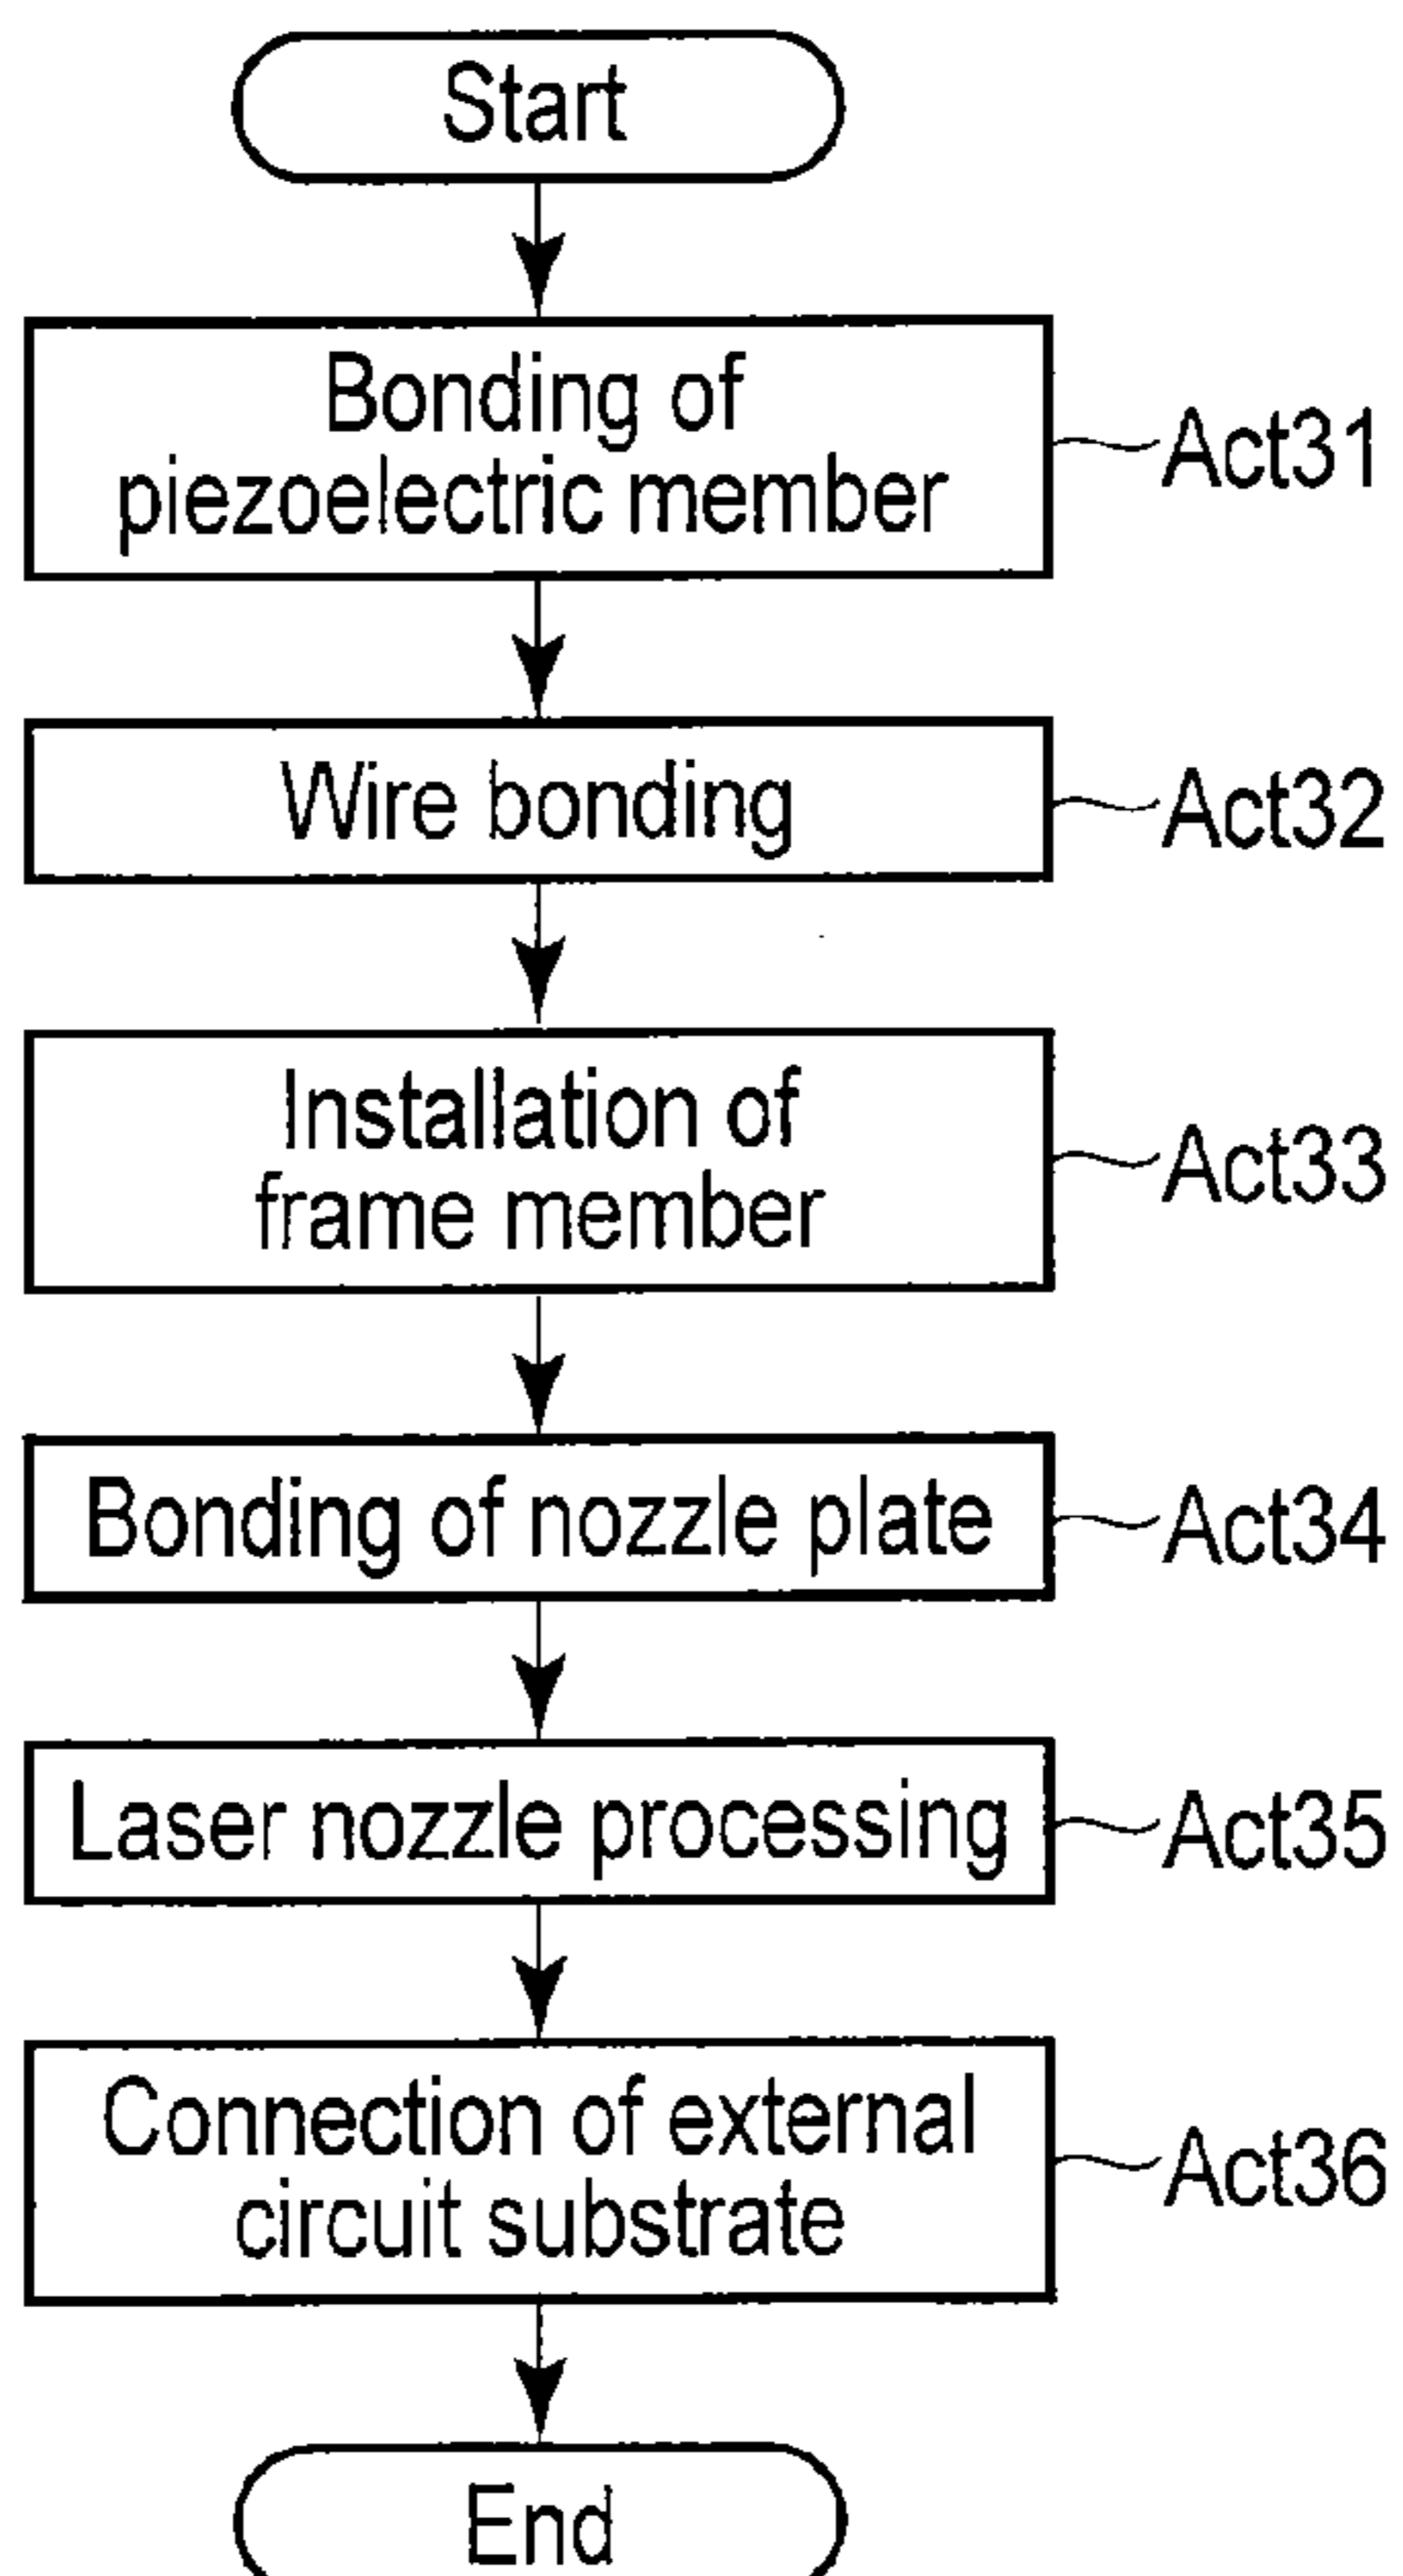 Start
Bonding of
piezoelectric member
Act31
Wire bonding
Act32
Installation of
frame member
Act33
Bonding of nozzle plate
Act34
Laser nozzle processing
Act35
Connection of external
circuit substrate
Act36
End